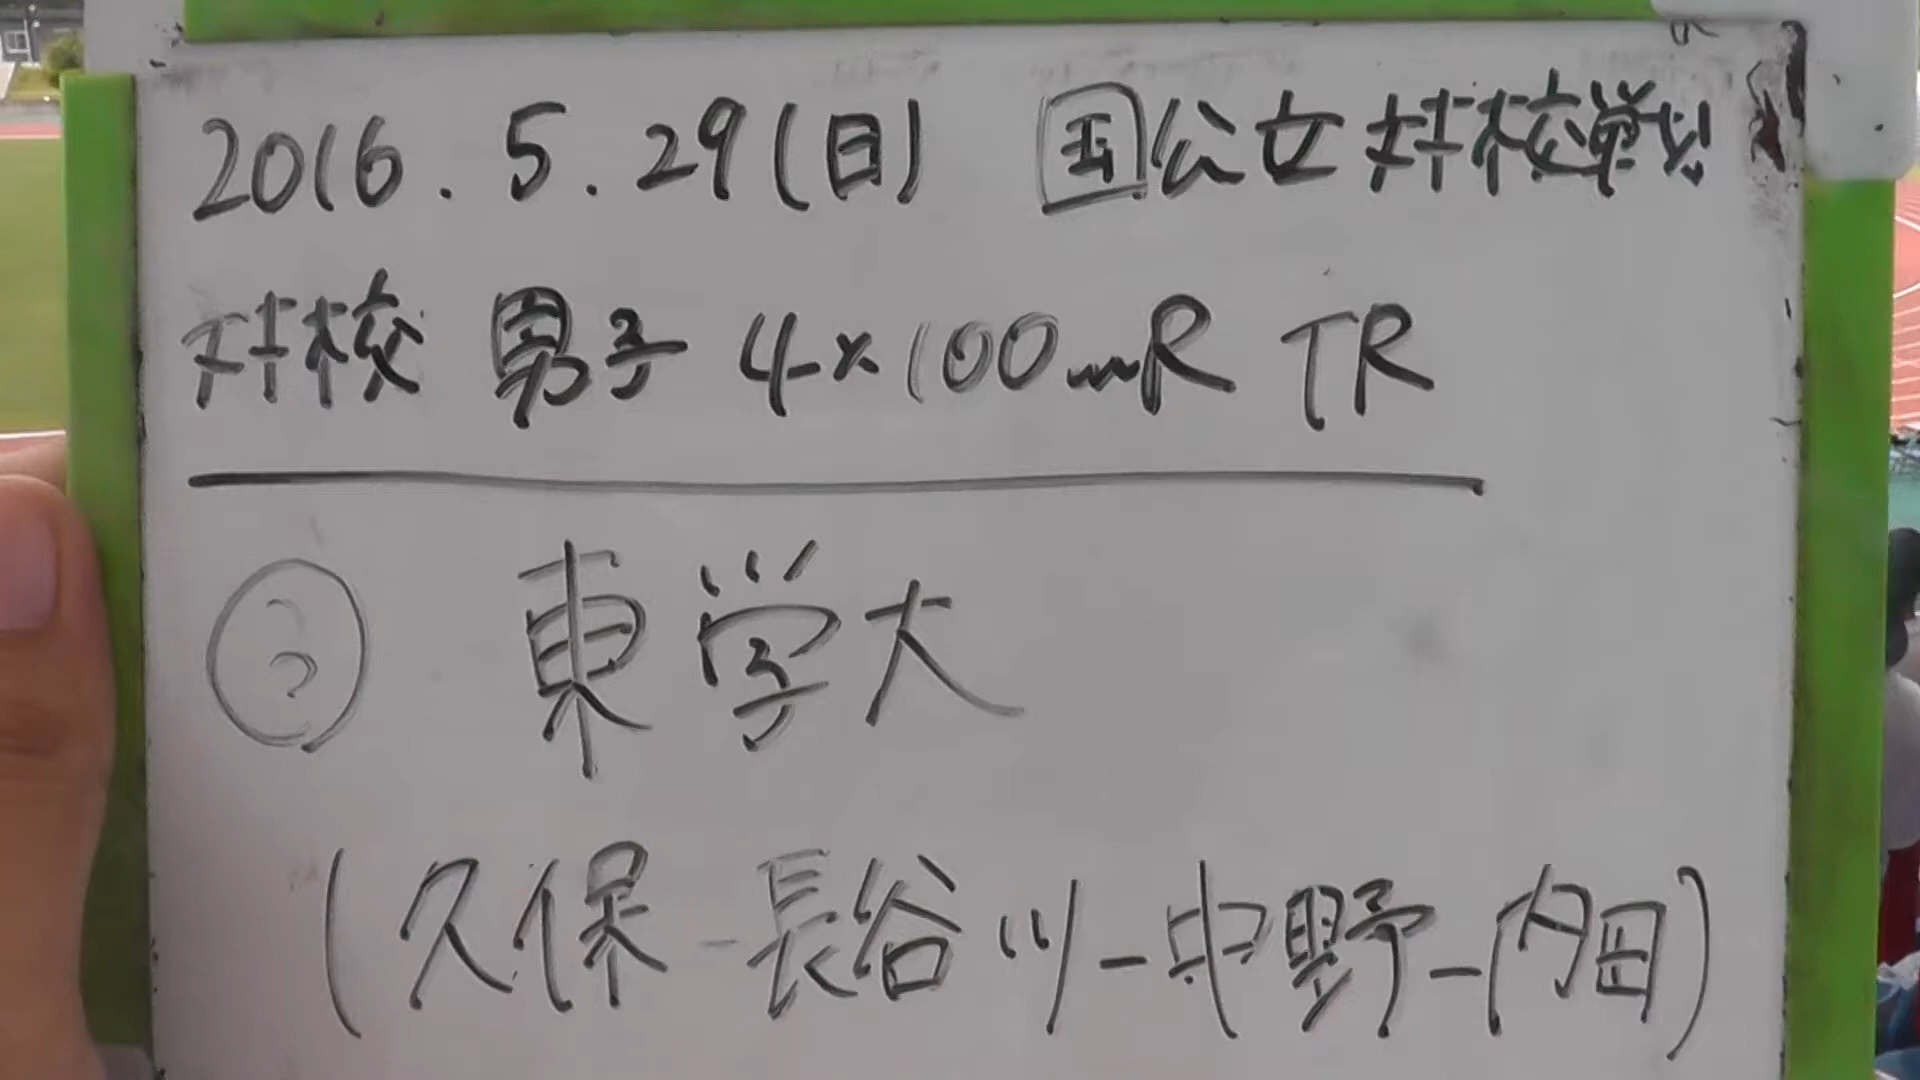 2016.5.29(日) 国公立対校戦
対校 男子 4×100mR TR
② 東学大
(久保-長谷川-中野-内田)